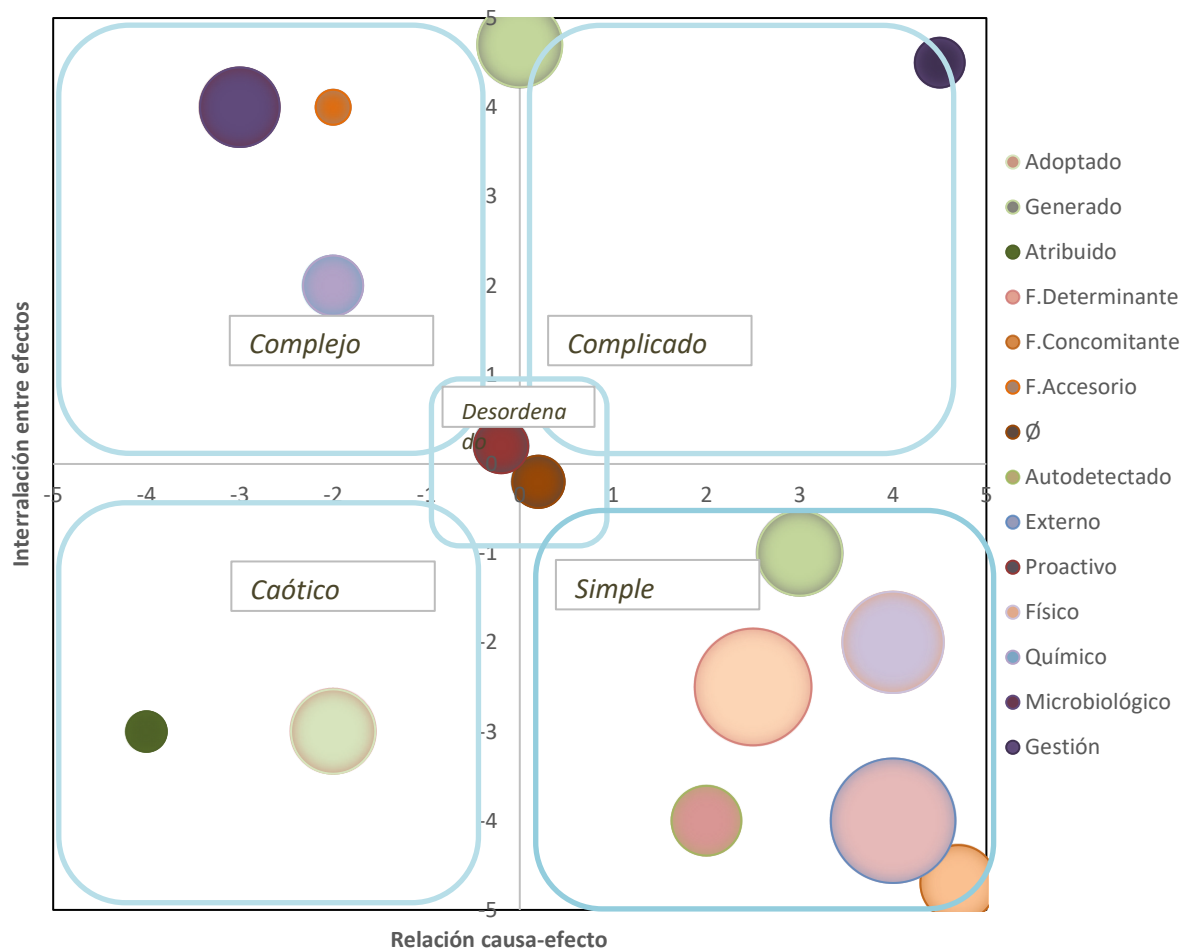 5
4
3
2
1
0
-1
-2
-3
-4
-5
-5
-4
-3
-2
-1
0
1
2
3
4
5
Complejo
Complicado
Desordena
do
Caótico
Simple
Interralación entre efectos
Relación causa-efecto
Adoptado
Generado
Atribuido
F.Determinante
F.Concomitante
F.Accesorio
Ø
Autodetectado
Externo
Proactivo
Físico
Químico
Microbiológico
Gestión